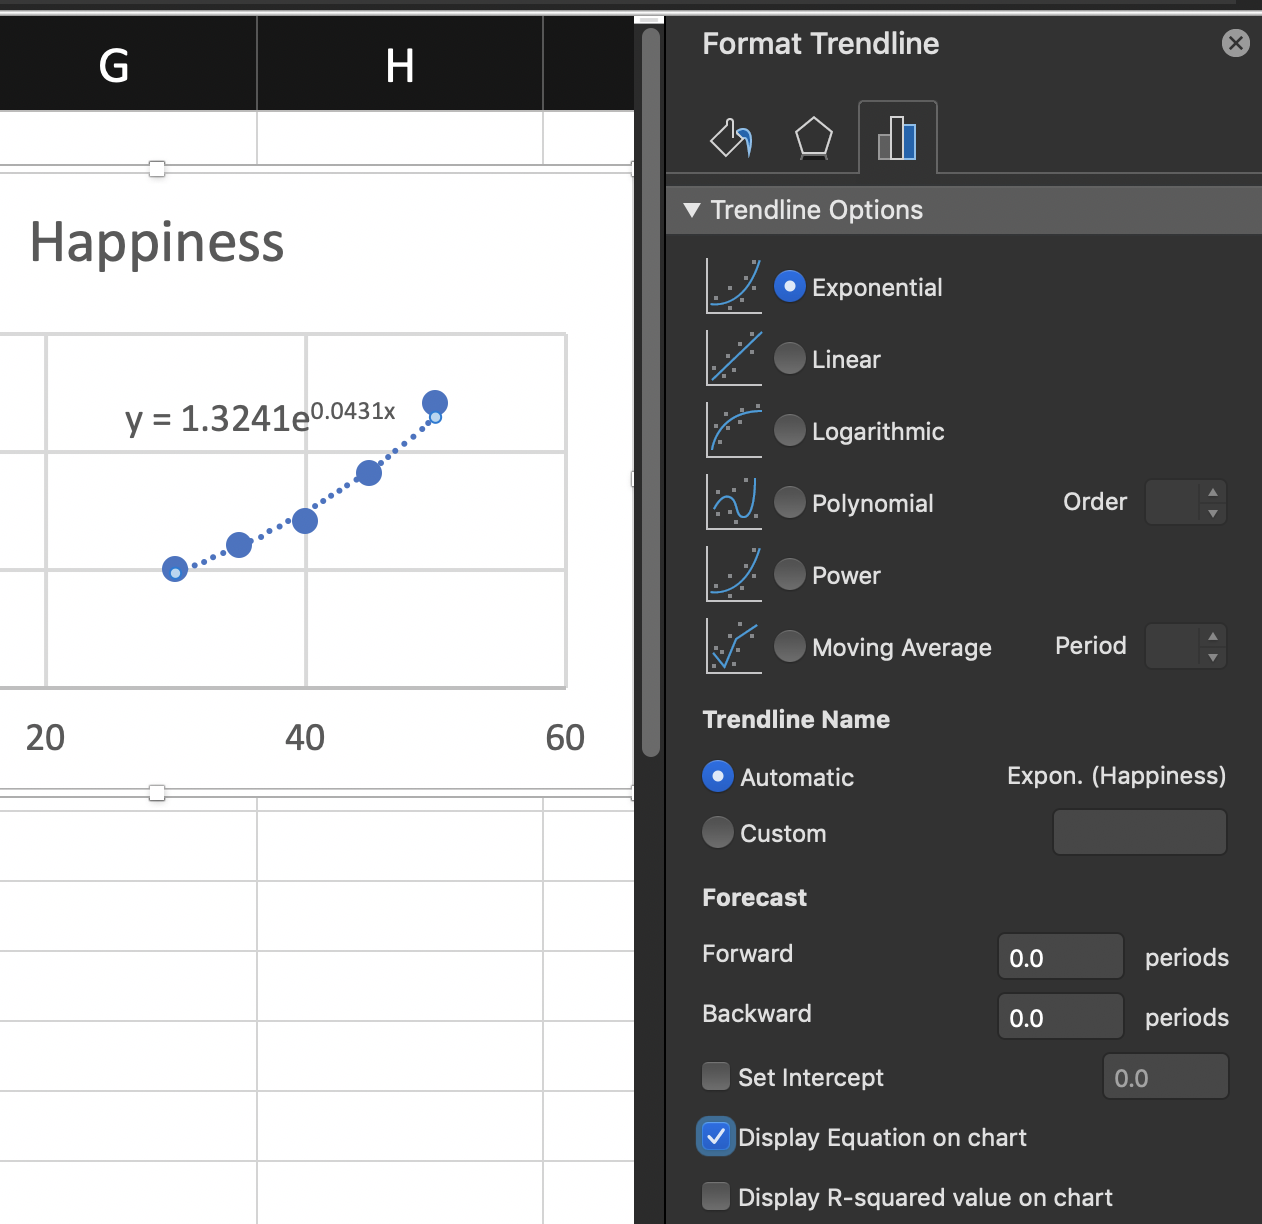 G
H
Happiness
y = 1.3241e0.0431x
20
40
60
Format Trendline
Trendline Options
Exponential
Linear
Logarithmic
Polynomial
Order
Power
Moving Average
Period
Trendline Name
Automatic
Expon. (Happiness)
Custom
Forecast
Forward
0.0
periods
Backward
0.0
periods
Set Intercept
0.0
Display Equation on chart
Display R-squared value on chart